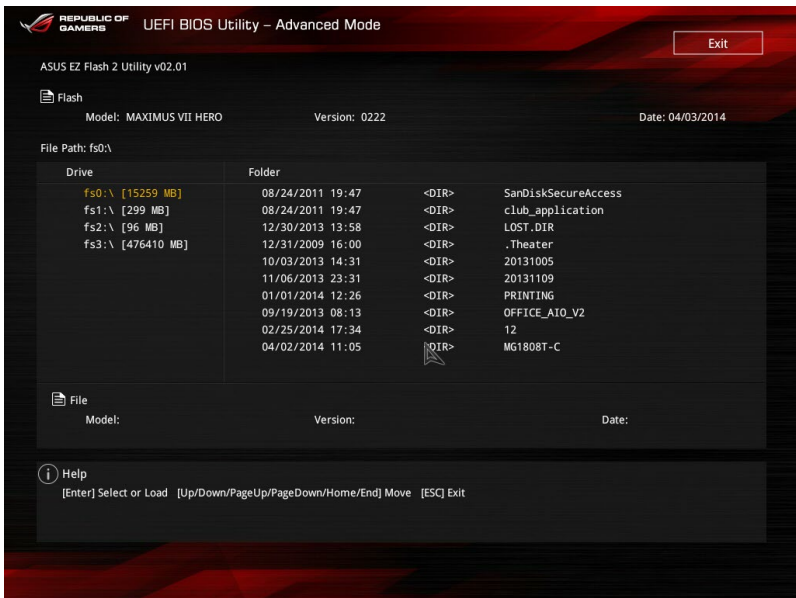 REPUBLIC OF
GAMERS
UEFI BIOS Utility – Advanced Mode
Exit
ASUS EZ Flash 2 Utility v02.01
Flash
Model: MAXIMUS VII HERO Version: 0222 Date: 04/03/2014
File Path: fs0:\
Drive Folder
fs0:\ [15259 MB] 08/24/2011 19:47 <DIR> SanDiskSecureAccess
fs1:\ [299 MB] 08/24/2011 19:47 <DIR> club_application
fs2:\ [96 MB] 12/30/2013 13:58 <DIR> LOST.DIR
fs3:\ [476410 MB] 12/31/2009 16:00 <DIR> .Theater
10/03/2013 14:31 <DIR> 20131005
11/06/2013 23:31 <DIR> 20131109
01/01/2014 12:26 <DIR> PRINTING
09/19/2013 08:13 <DIR> OFFICE_AIO_V2
02/25/2014 17:34 <DIR> 12
04/02/2014 11:05 <DIR> MG1808T-C
File
Model: Version: Date:
Help
[Enter] Select or Load [Up/Down/PageUp/PageDown/Home/End] Move [ESC] Exit